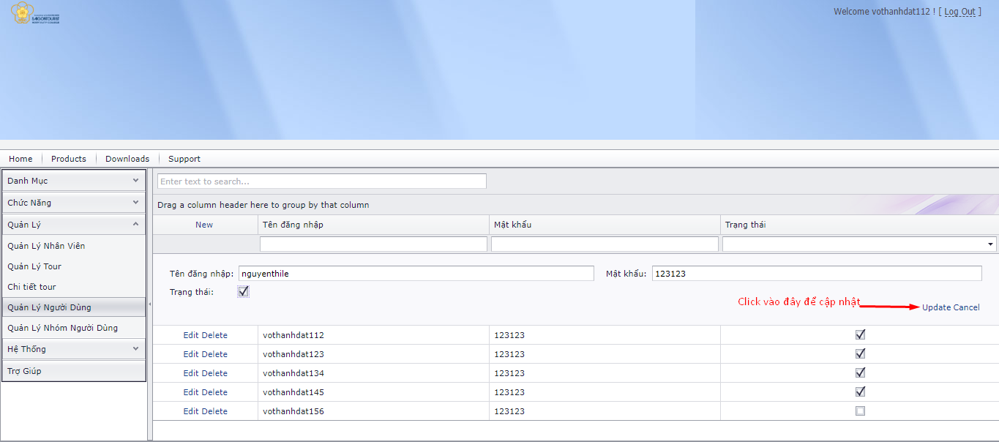 SAIGONTOURIST
Welcome vothanhdat112 ! [ Log Out ]
Home Products Downloads Support
Danh Mục
Chức Năng
Quản Lý
Quản Lý Nhân Viên
Quản Lý Tour
Chi tiết tour
Quản Lý Người Dùng
Quản Lý Nhóm Người Dùng
Hệ Thống
Trợ Giúp
Enter text to search...
Drag a column header here to group by that column
New Tên đăng nhập Mật khẩu Trạng thái
Tên đăng nhập: nguyenthile Mật khẩu: 123123
Trạng thái:
Click vào đây để cập nhật
Update Cancel
Edit Delete vothanhdat112 123123
Edit Delete vothanhdat123 123123
Edit Delete vothanhdat134 123123
Edit Delete vothanhdat145 123123
Edit Delete vothanhdat156 123123